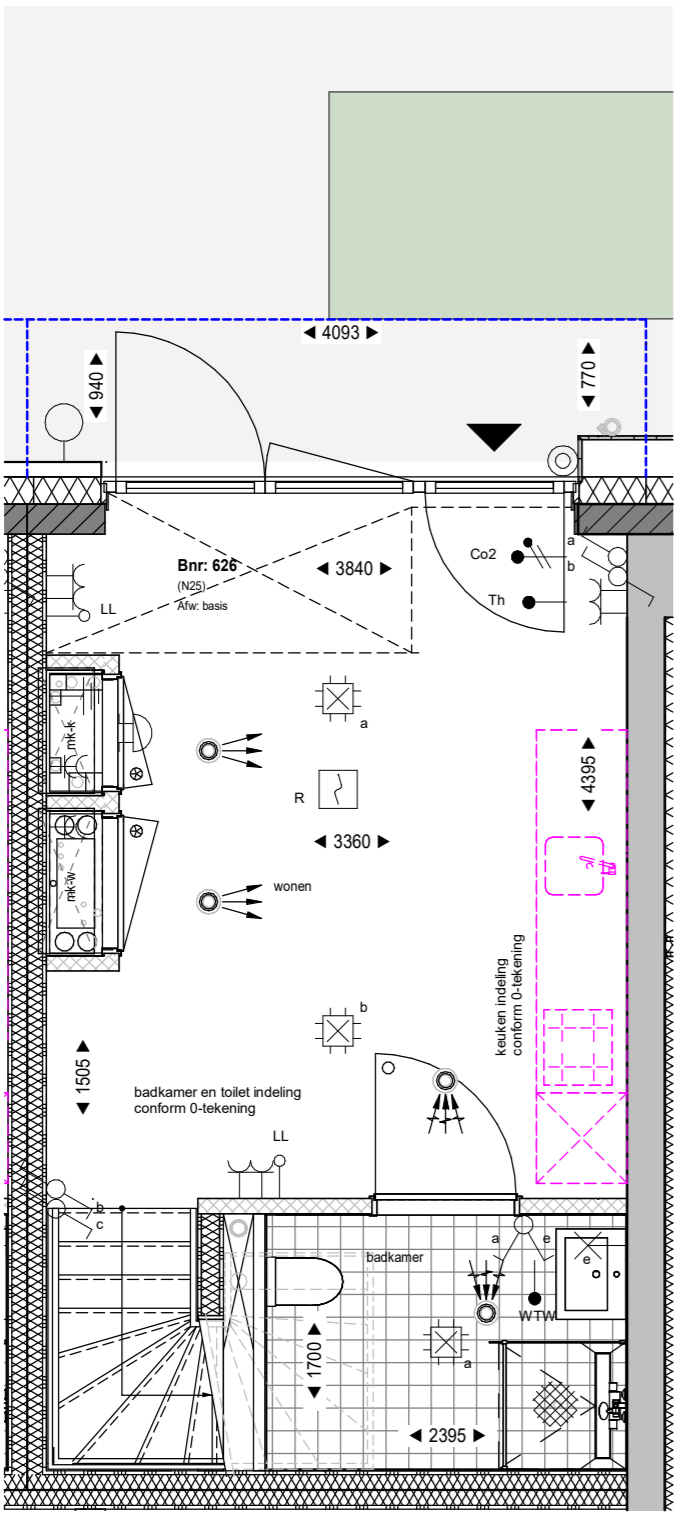 4093
940
770
Bnr: 626
(N25)
Afw: basis
3840
Co2
a
b
Th
LL
mk-k
a
R
4395
3360
mk-w
wonen
keuken indeling
conform 0-tekening
b
1505
badkamer en toilet indeling
conform 0-tekening
LL
b
c
badkamer
a
e
e
WTW
a
1700
2395